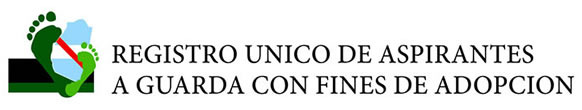 REGISTRO UNICO DE ASPIRANTES
A GUARDA CON FINES DE ADOPCION